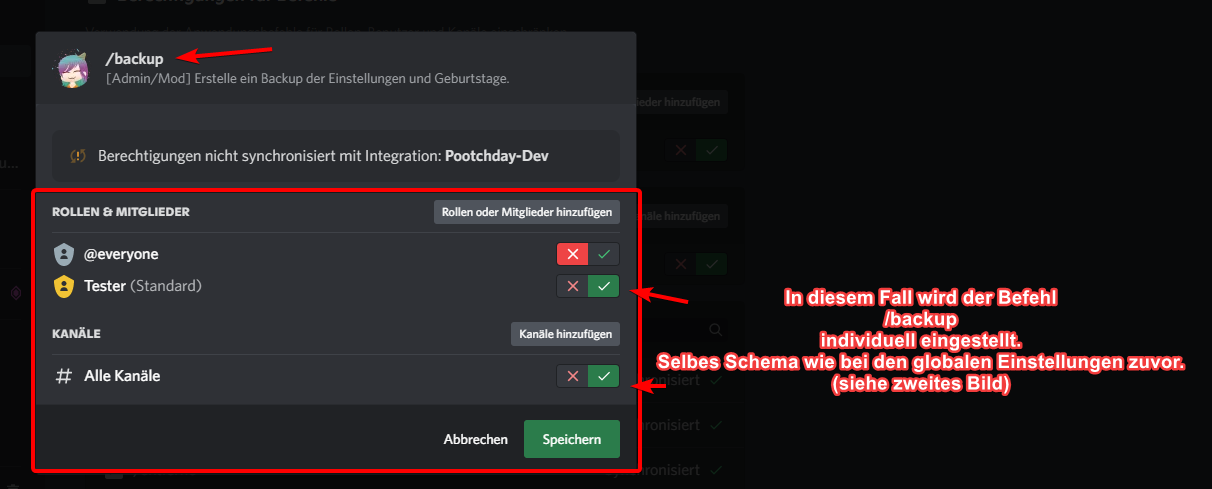 /backup
[Admin/Mod] Erstelle ein Backup der Einstellungen und Geburtstage.
ieder hinzufügen
Berechtigungen nicht synchronisiert mit Integration: Pootchday-Dev
u...
ROLLEN & MITGLIEDER
Rollen oder Mitglieder hinzufügen
näle hinzufügen
@everyone
Tester (Standard)
In diesem Fall wird der Befehl
/backup
individuell eingestellt.
Selbes Schema wie bei den globalen Einstellungen zuvor.
(siehe zweites Bild)
KANÄLE
Kanäle hinzufügen
Alle Kanäle
nisiert
Abbrechen
Speichern
chronisiert
ynchronisiert